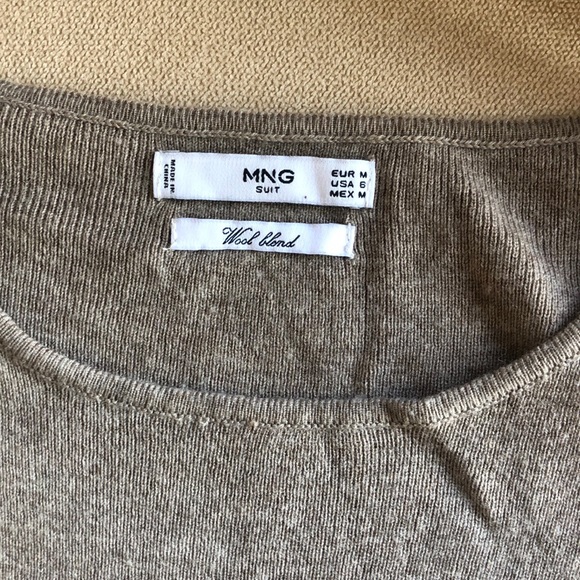 MADE IN:
CHINA
MNG
SUIT
EUR M
USA 6
MEX M
Wool blend